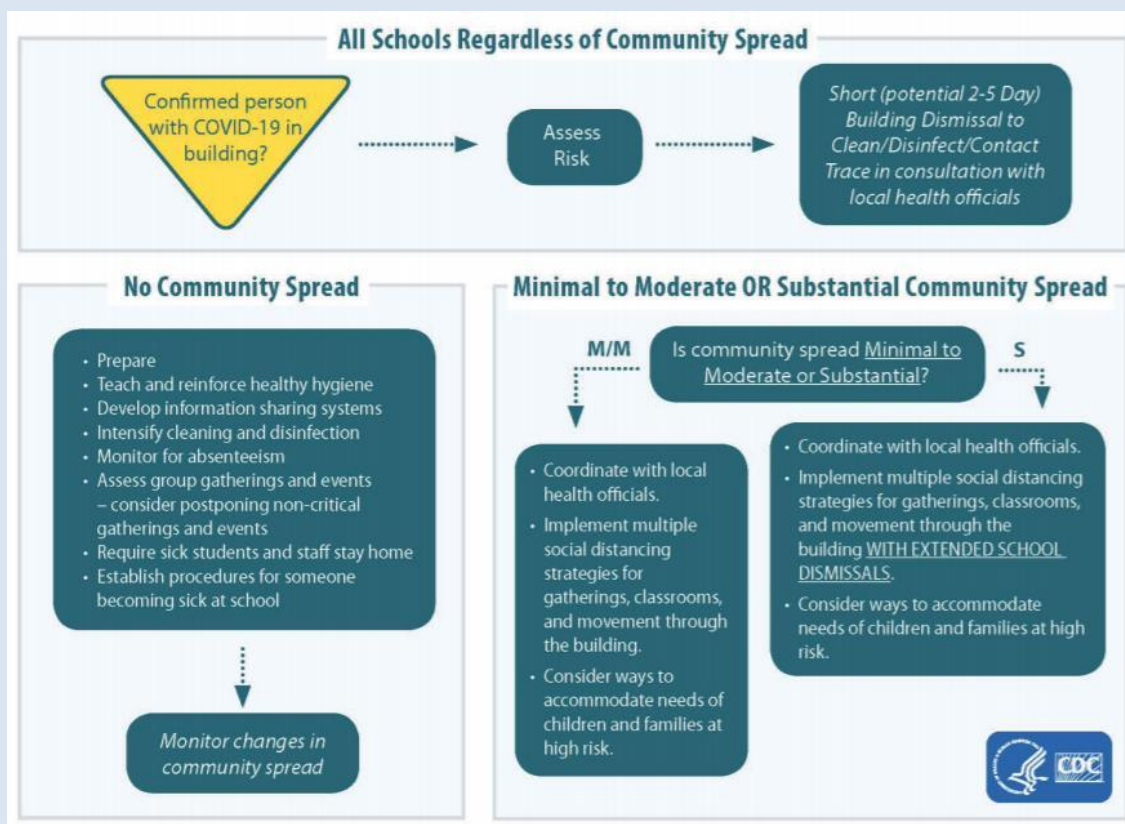 All Schools Regardless of Community Spread
Confirmed person
with COVID-19 in
building?
Assess
Risk
Short (potential 2-5 Day)
Building Dismissal to
Clean/Disinfect/Contact
Trace in consultation with
local health officials
No Community Spread
• Prepare
• Teach and reinforce healthy hygiene
• Develop information sharing systems
• Intensify cleaning and disinfection
• Monitor for absenteeism
• Assess group gatherings and events
– consider postponing non-critical
gatherings and events
• Require sick students and staff stay home
• Establish procedures for someone
becoming sick at school
Monitor changes in
community spread
Minimal to Moderate OR Substantial Community Spread
M/M
Is community spread Minimal to
Moderate or Substantial?
S
• Coordinate with local
health officials.
• Implement multiple
social distancing
strategies for
gatherings, classrooms,
and movement through
the building.
• Consider ways to
accommodate needs of
children and families at
high risk.
• Coordinate with local health officials.
• Implement multiple social distancing
strategies for gatherings, classrooms,
and movement through the
building WITH EXTENDED SCHOOL
DISMISSALS.
• Consider ways to accommodate
needs of children and families at high
risk.
CDC